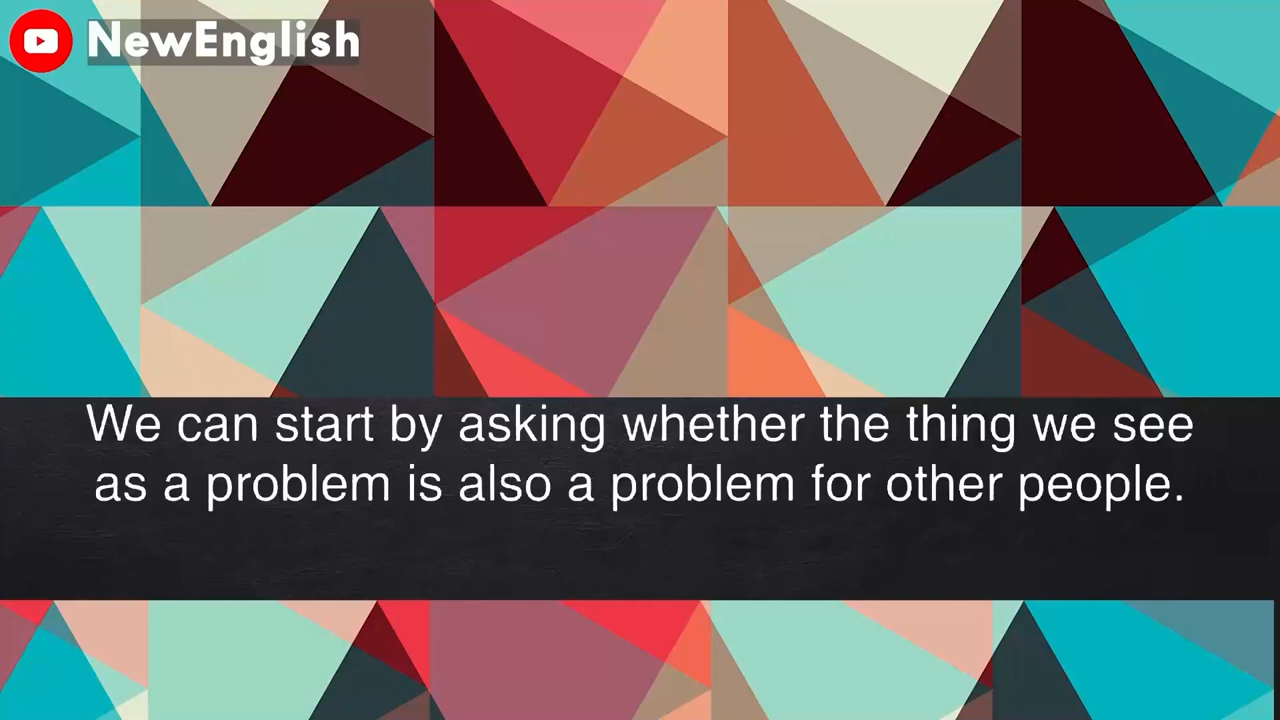 NewEnglish
We can start by asking whether the thing we see
as a problem is also a problem for other people.